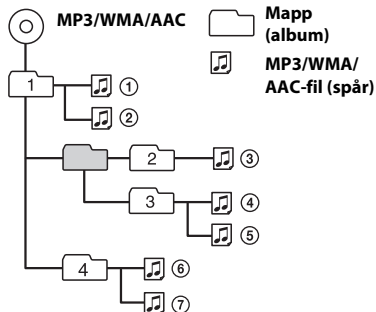 MP3/WMA/AAC
Mapp
(album)
MP3/WMA/
AAC-fil (spår)
1
①
②
2
③
3
④
⑤
4
⑥
⑦